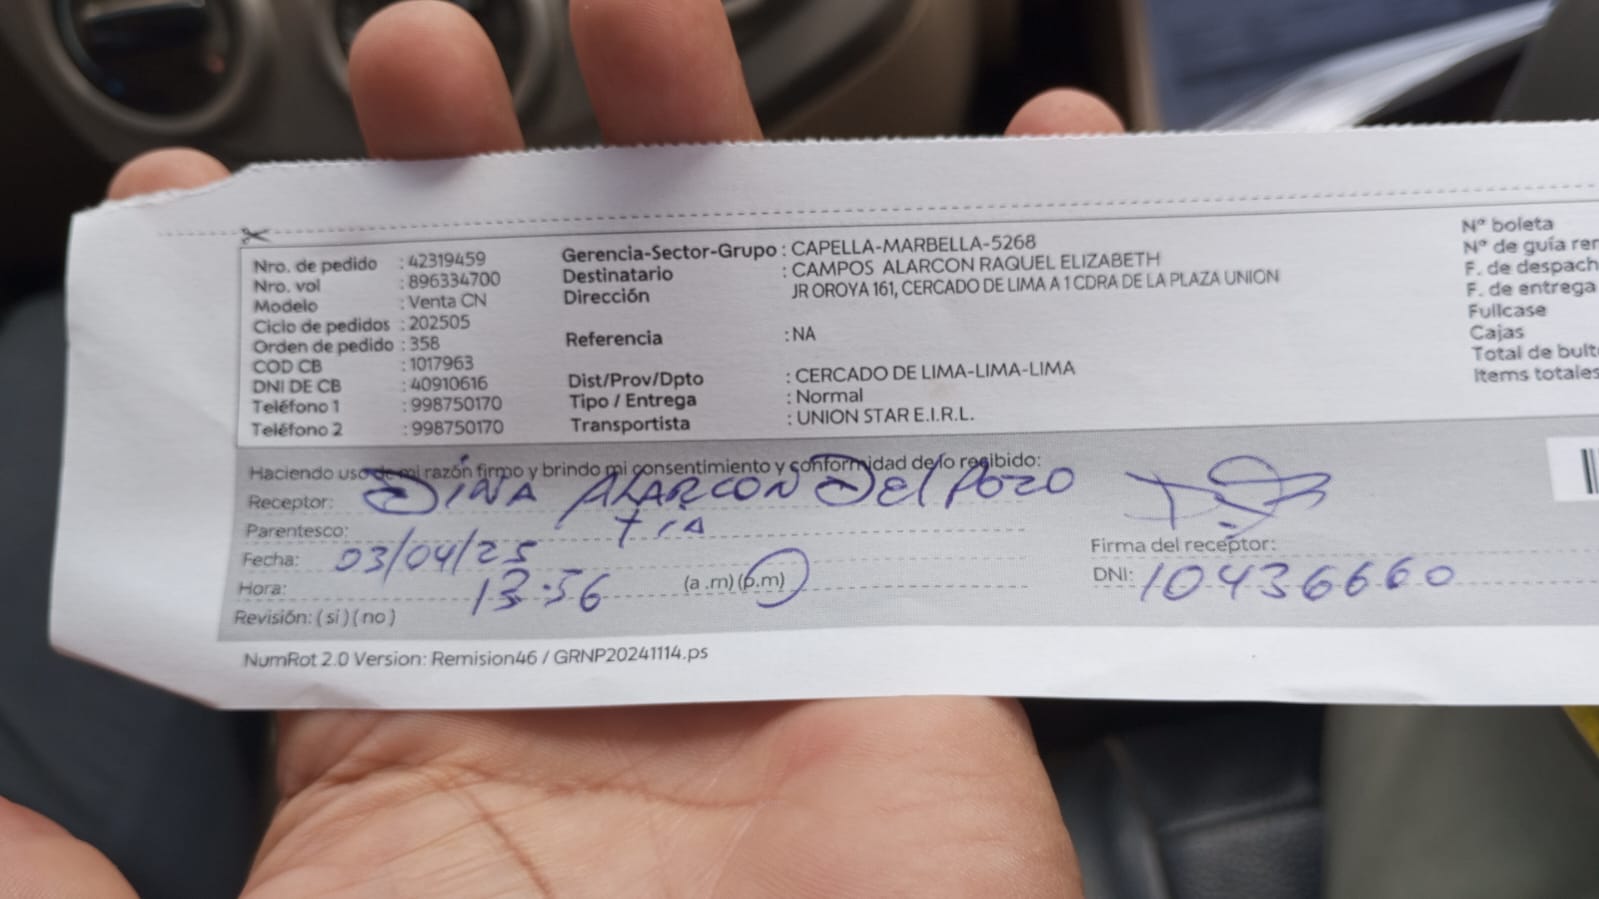 Nro. de pedido : 42319459
Nro. vol : 896334700
Modelo : Venta CN
Ciclo de pedidos : 202505
Orden de pedido : 358
COD CB : 1017963
DNI DE CB : 40910616
Teléfono 1 : 998750170
Teléfono 2 : 998750170
Gerencia-Sector-Grupo : CAPELLA-MARBELLA-5268
Destinatario : CAMPOS ALARCON RAQUEL ELIZABETH
Dirección JR OROYA 161, CERCADO DE LIMA A 1 CDRA DE LA PLAZA UNION
Referencia : NA
Dist/Prov/Dpto : CERCADO DE LIMA-LIMA-LIMA
Tipo / Entrega : Normal
Transportista : UNION STAR E.I.R.L.
N° boleta
N° de guía rem
F. de despach
F. de entrega
Fullcase
Cajas
Total de bulto
Items totales
Haciendo uso de mi razón firmo y brindo mi consentimiento y conformidad de lo recibido:
Receptor: DINA ALARCON DEl POZO
Parentesco: tIA
Fecha: 03/04/25
Hora: 13:56 (a .m) (p.m)
Revisión: ( si ) ( no )
Firma del receptor:
DNI: 10436660
NumRot 2.0 Version: Remision46 / GRNP20241114.ps